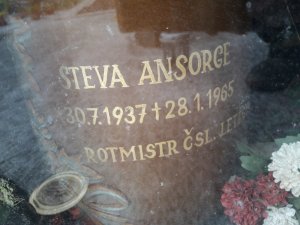 STEVA ANSORGE
*30.7.1937 † 28.1.1965
ROTMISTR ČSL.